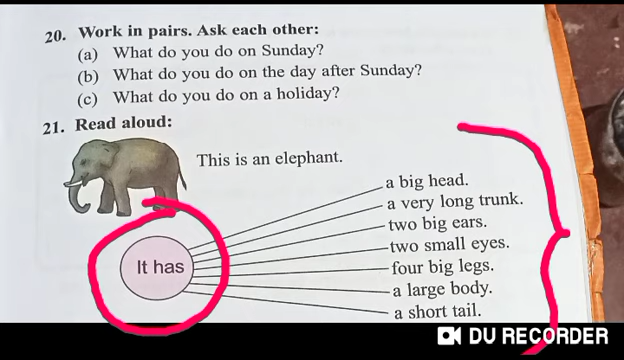 20. Work in pairs. Ask each other:
(a) What do you do on Sunday?
(b) What do you do on the day after Sunday?
(c) What do you do on a holiday?
21. Read aloud:
This is an elephant.
It has
a big head.
a very long trunk.
two big ears.
two small eyes.
four big legs.
a large body.
a short tail.
DU RECORDER